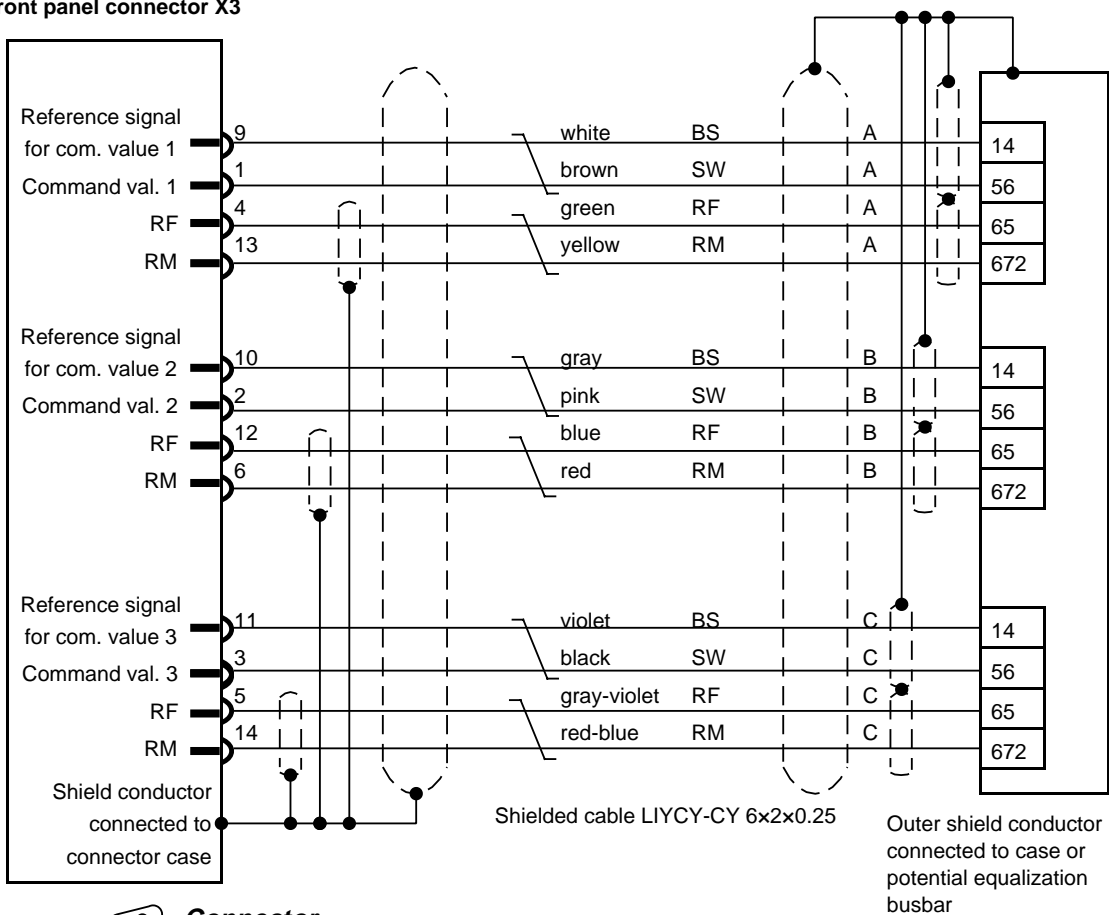 ront panel connector X3
Reference signal
for com. value 1
9 white BS A 14
Command val. 1 1 brown SW A 56
RF 4 green RF A 65
RM 13 yellow RM A 672
Reference signal
for com. value 2
10 gray BS B 14
Command val. 2 2 pink SW B 56
RF 12 blue RF B 65
RM 6 red RM B 672
Reference signal
for com. value 3
11 violet BS C 14
Command val. 3 3 black SW C 56
RF 5 gray-violet RF C 65
RM 14 red-blue RM C 672
Shield conductor
connected to
connector case
Shielded cable LIYCY-CY 6×2×0.25
Outer shield conductor
connected to case or
potential equalization
busbar
Connector